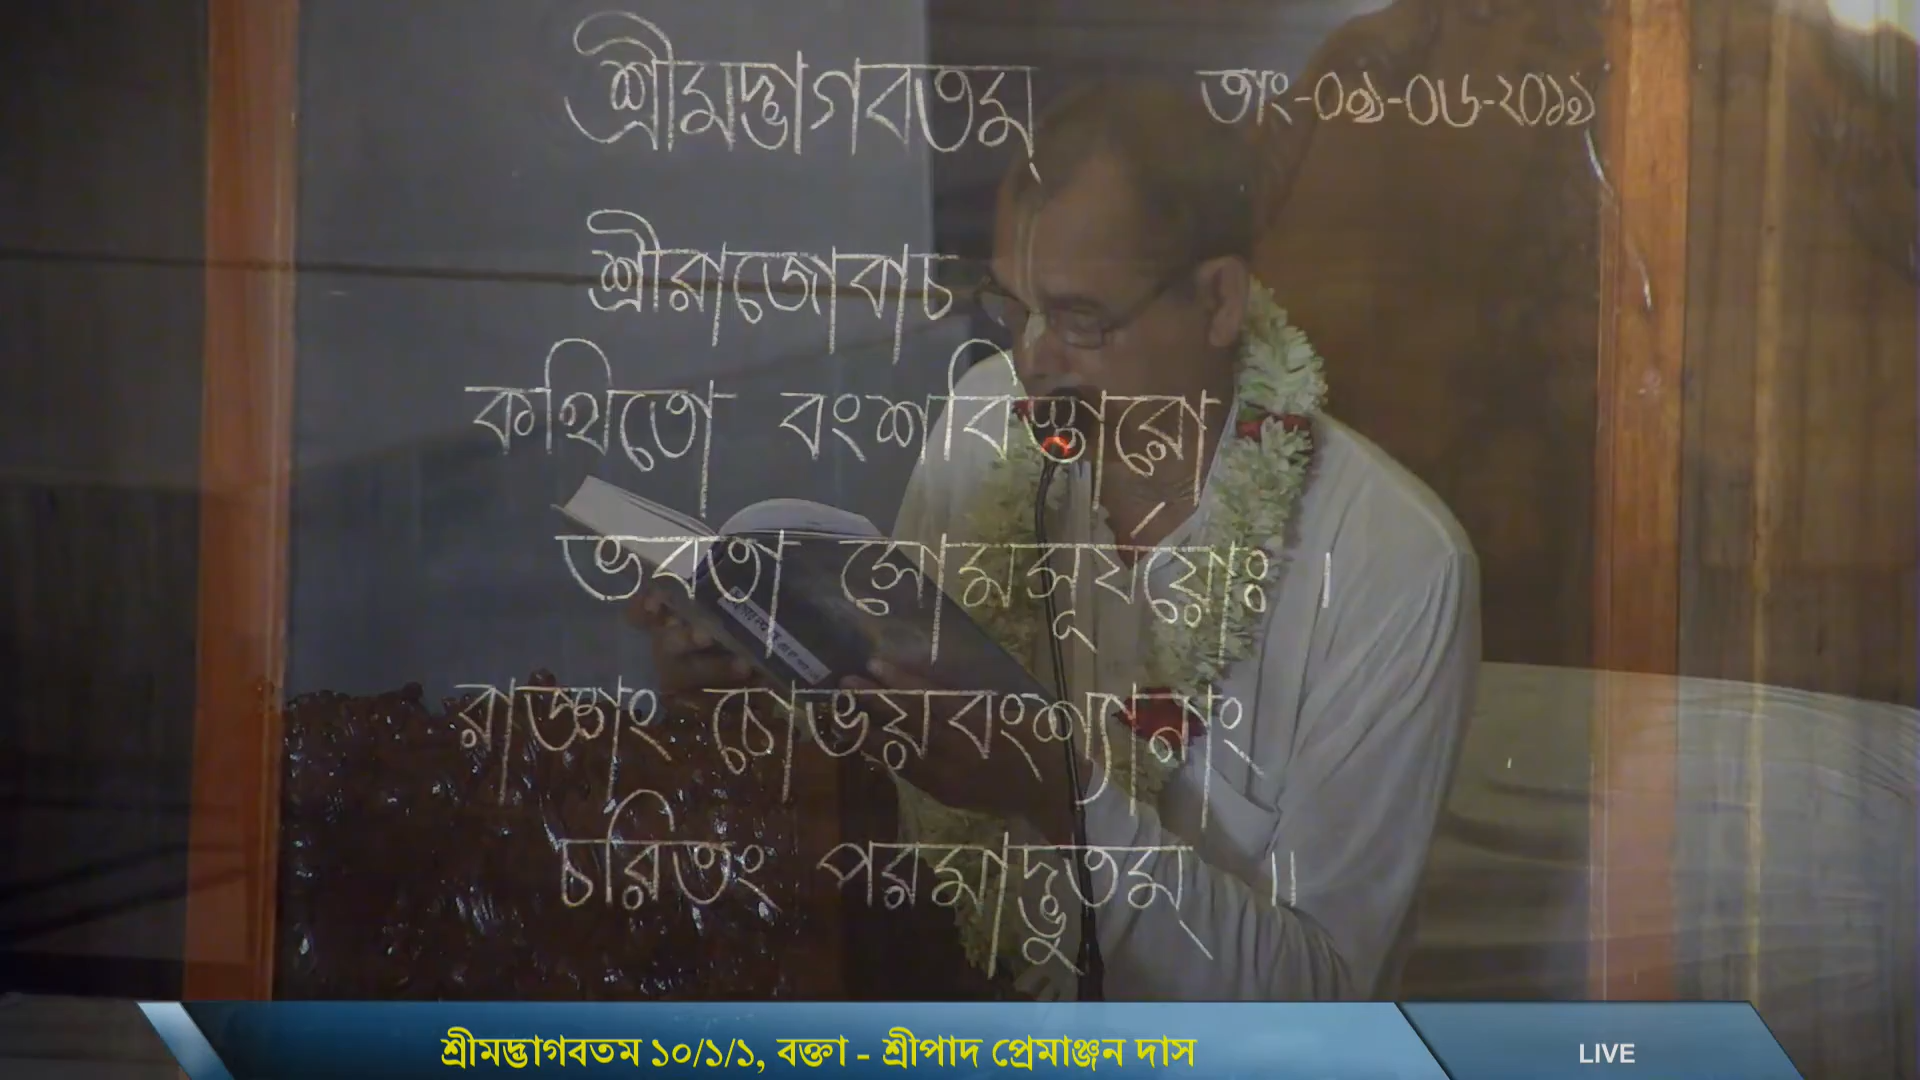 শ্রীমদ্ভাগবতম্ তাং-০৯-০৬-২০১৯
শ্রীরাজোবাচ
কথিতো বংশবিস্তারো
ভবতা সোমসূর্যয়োঃ ।
রাজ্ঞাং চোভয়বংশ্যানাং
চরিতং পরমাদ্ভুতম্ ॥
শ্রীমদ্ভাগবতম ১০/১/১, বক্তা - শ্রীপাদ প্রেমাঞ্জন দাস
LIVE